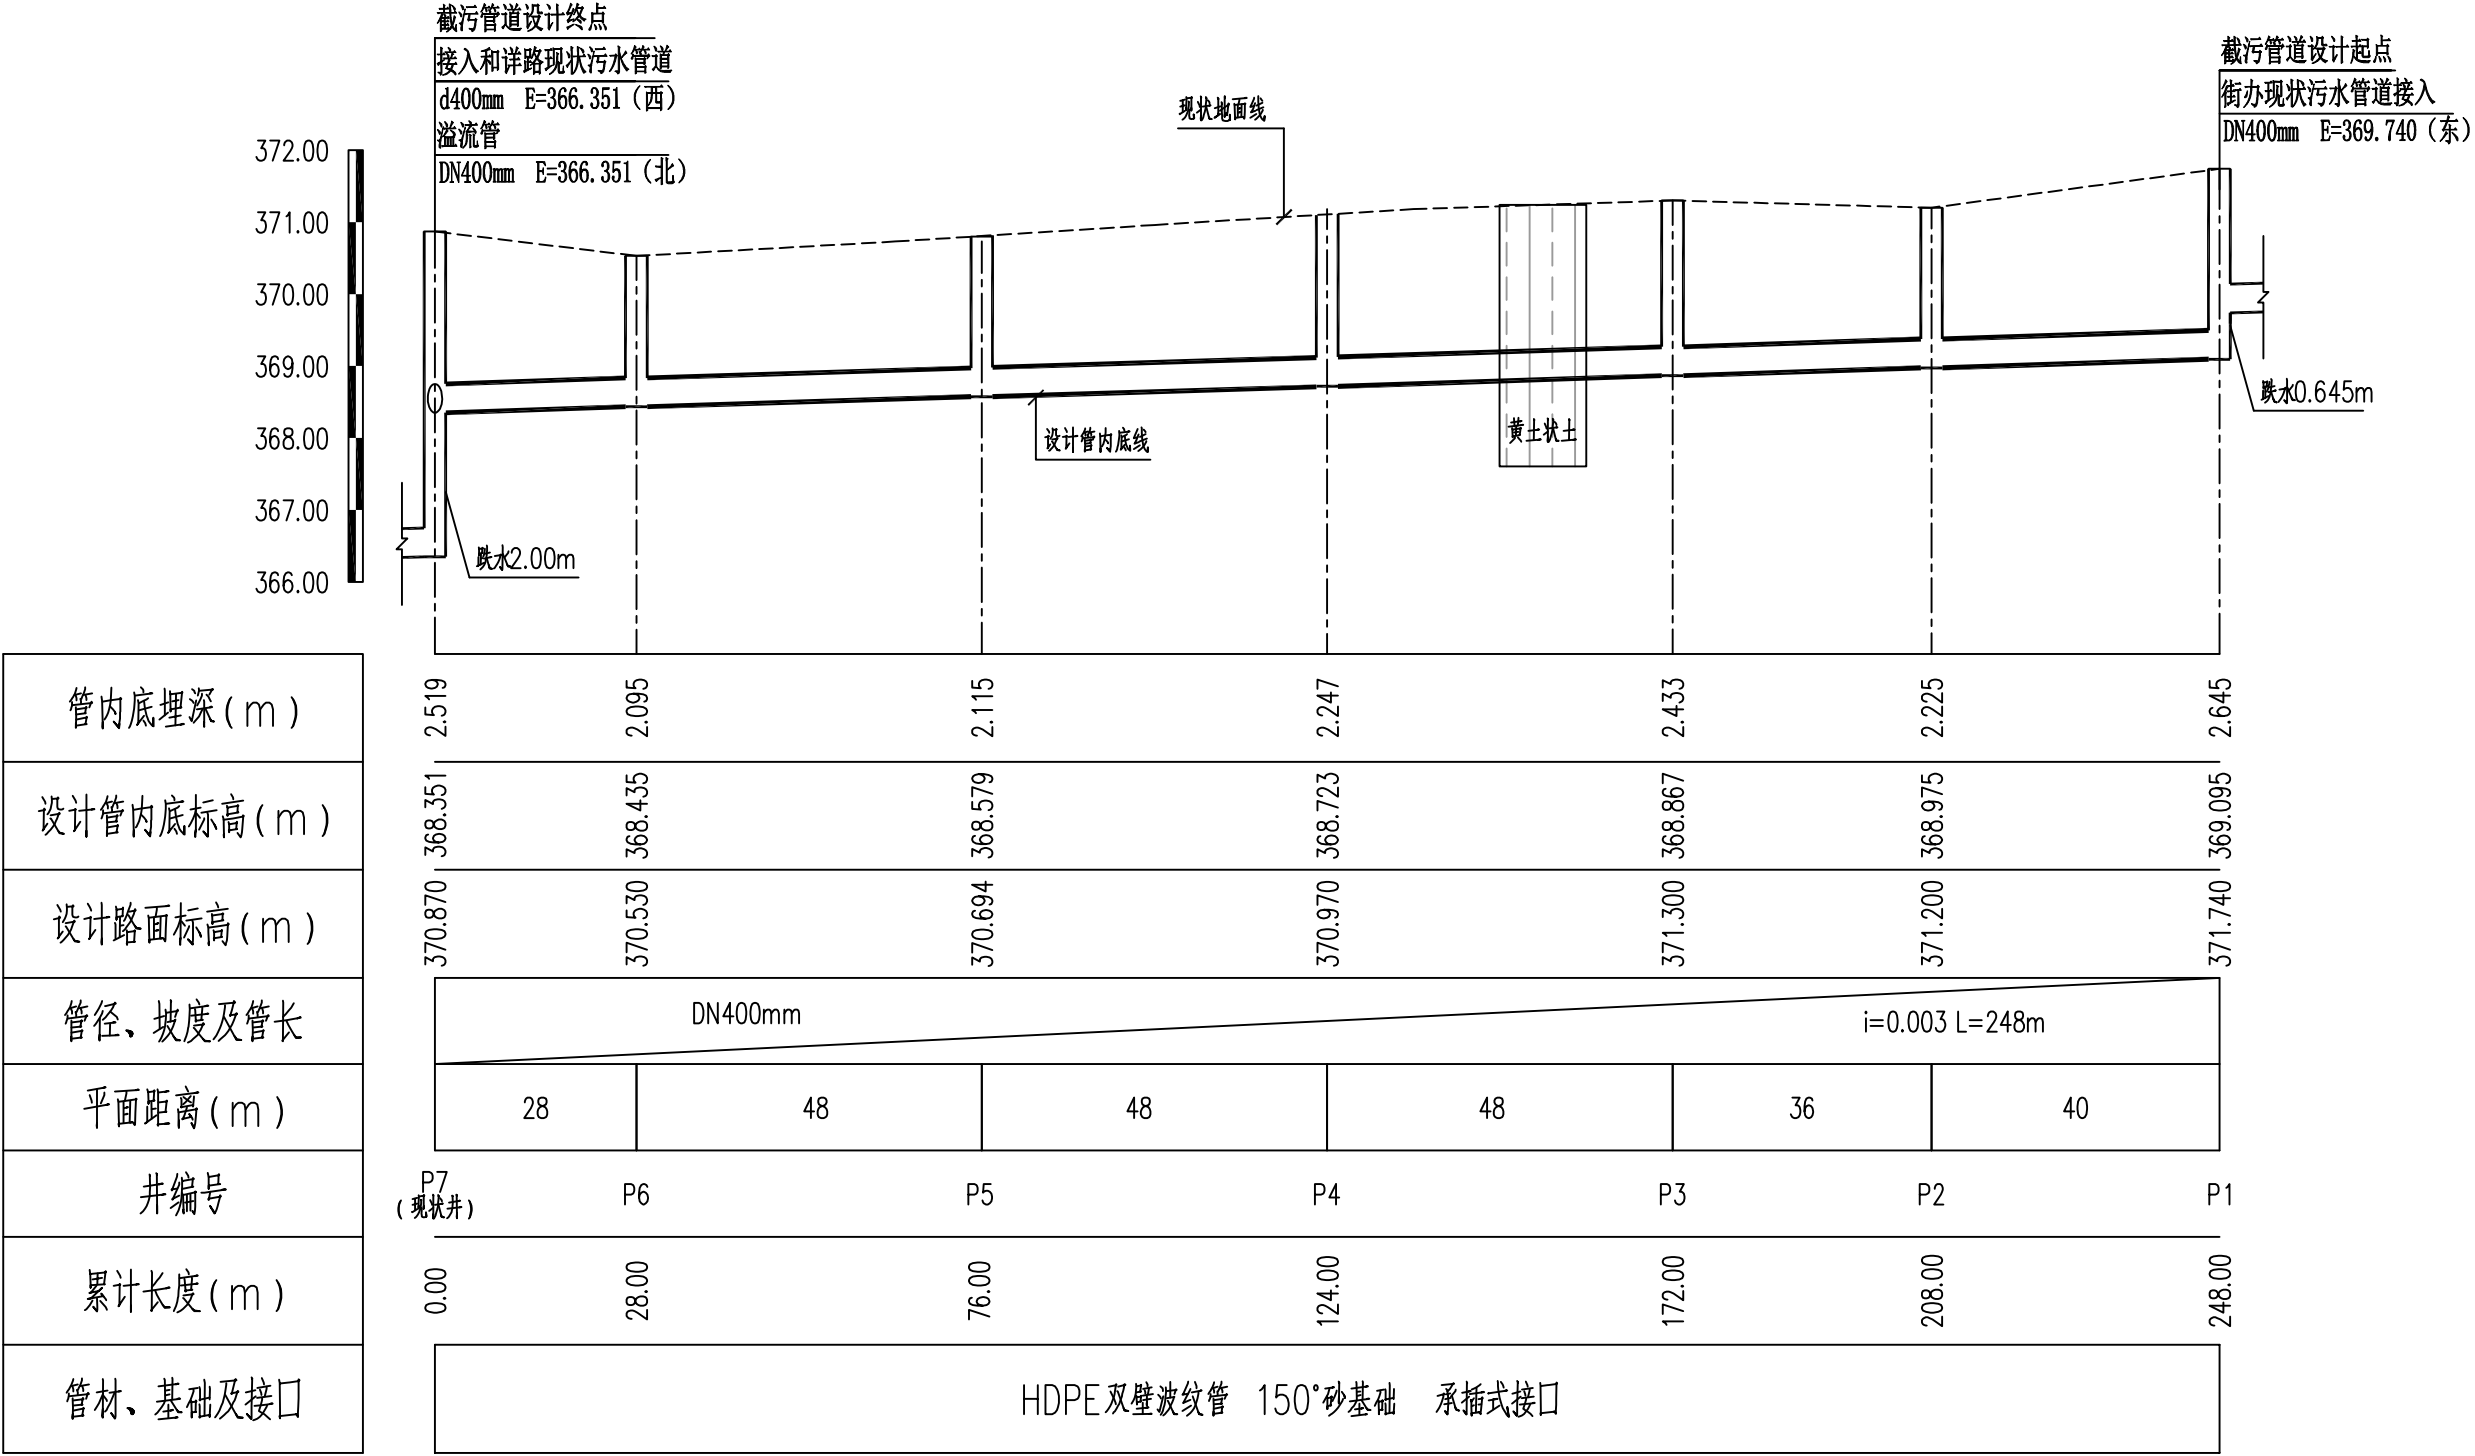 截污管道设计终点
接入和详路现状污水管道
d400mm E=366.351（西）
溢流管
DN400mm E=366.351（北）
截污管道设计起点
街办现状污水管道接入
DN400mm E=369.740（东）
现状地面线
372.00
371.00
370.00
369.00
368.00
367.00
366.00
跌水0.645m
黄土状土
设计管内底线
跌水2.00m
管内底埋深(m) 2.519 2.095 2.115 2.247 2.433 2.225 2.645
设计管内底标高(m) 368.351 368.435 368.579 368.723 368.867 368.975 369.095
设计路面标高(m) 370.870 370.530 370.694 370.970 371.300 371.200 371.740
管径、坡度及管长 DN400mm i=0.003 L=248m
平面距离(m) 28 48 48 48 36 40
井编号 P7 P6 P5 P4 P3 P2 P1
(现状井)
累计长度(m) 0.00 28.00 76.00 124.00 172.00 208.00 248.00
管材、基础及接口 HDPE双壁波纹管 150°砂基础 承插式接口